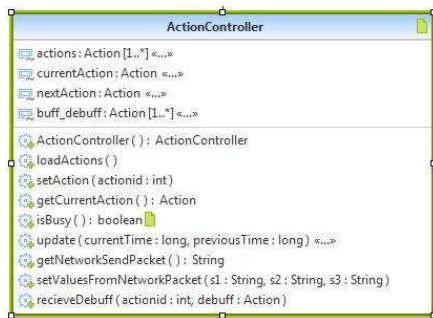 ActionController
actions : Action [1..*] «...»
currentAction : Action «...»
nextAction : Action «...»
buff_debuff : Action [1..*] «...»
ActionController ( ) : ActionController
loadActions ( )
setAction ( actionid : int )
getCurrentAction ( ) : Action
isBusy ( ) : boolean
update ( currentTime : long, previousTime : long ) «...»
getNetworkSendPacket ( ) : String
setValuesFromNetworkPacket ( s1 : String, s2 : String, s3 : String )
recieveDebuff ( actionid : int, debuff : Action )